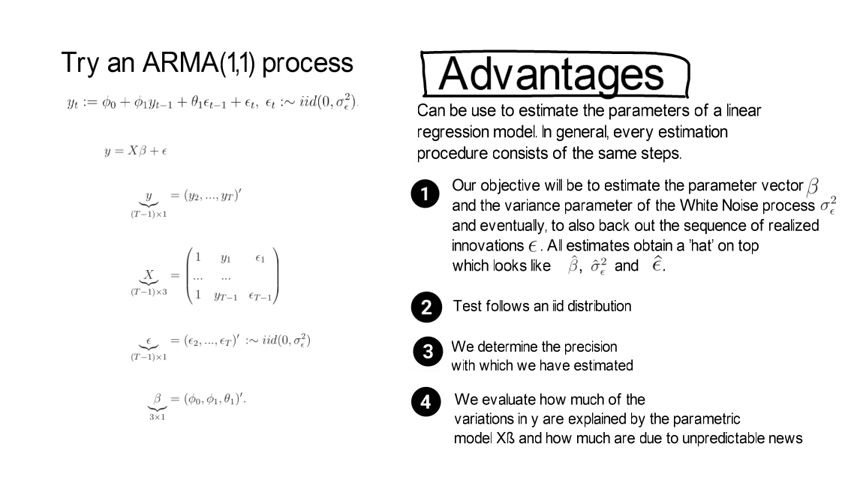 Try an ARMA(1,1) process
y_t := ϕ_0 + ϕ_1 y_{t−1} + θ_1 ϵ_{t−1} + ϵ_t, ϵ_t :∼ iid(0, σ_ϵ^2).
y = Xβ + ϵ
y = (y_2, ..., y_T)′
(T−1)×1
1 y_1 ϵ_1
X = ... ...
(T−1)×3
1 y_{T−1} ϵ_{T−1}
ϵ = (ϵ_2, ..., ϵ_T)′ :∼ iid(0, σ_ϵ^2)
(T−1)×1
β = (ϕ_0, ϕ_1, θ_1)′.
3×1
Advantages
Can be use to estimate the parameters of a linear
regression model. In general, every estimation
procedure consists of the same steps.
1 Our objective will be to estimate the parameter vector β
and the variance parameter of the White Noise process σ_ϵ^2
and eventually, to also back out the sequence of realized
innovations ϵ. All estimates obtain a 'hat' on top
which looks like β̂, σ̂_ϵ^2 and ϵ̂.
2 Test follows an iid distribution
3 We determine the precision
with which we have estimated
4 We evaluate how much of the
variations in y are explained by the parametric
model Xß and how much are due to unpredictable news